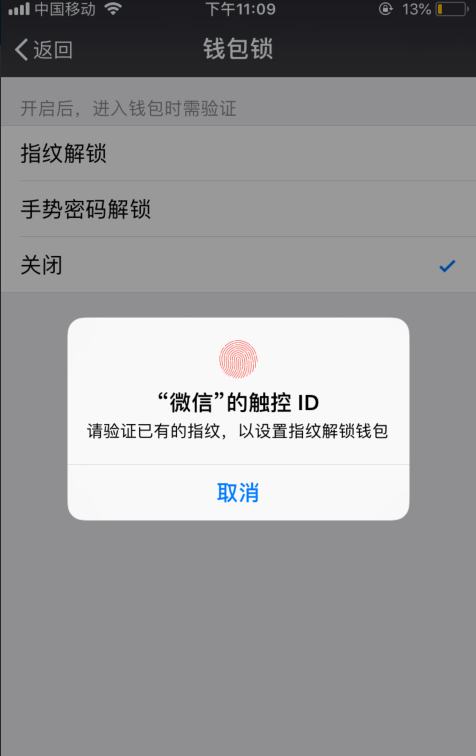 中国移动 下午11:09 13%
返回 钱包锁
开启后，进入钱包时需验证
指纹解锁
手势密码解锁
关闭
“微信”的触控 ID
请验证已有的指纹，以设置指纹解锁钱包
取消